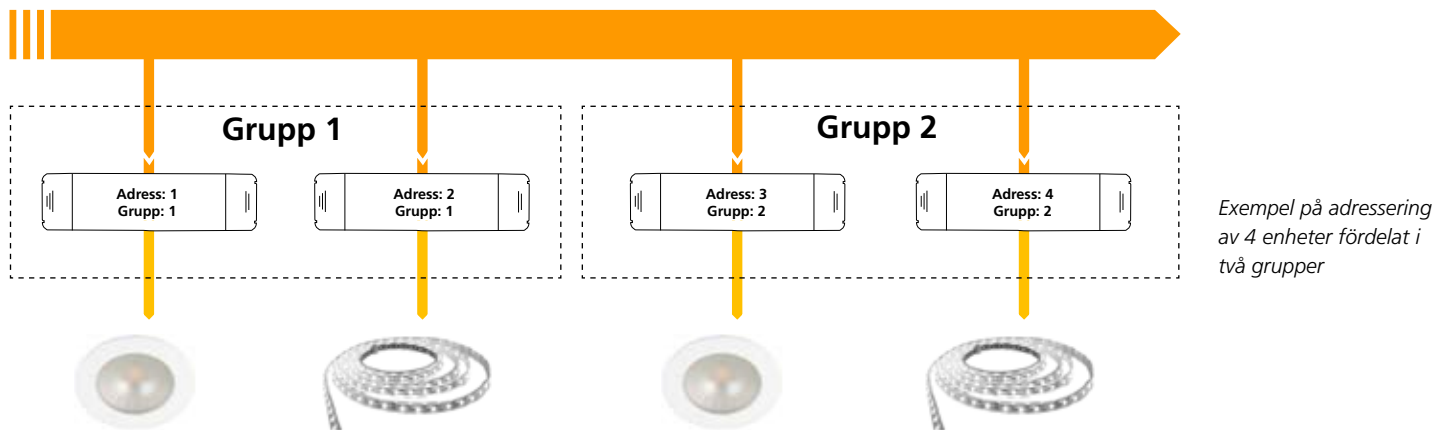 Grupp 1
Grupp 2
Adress: 1
Grupp: 1
Adress: 2
Grupp: 1
Adress: 3
Grupp: 2
Adress: 4
Grupp: 2
Exempel på adressering
av 4 enheter fördelat i
två grupper